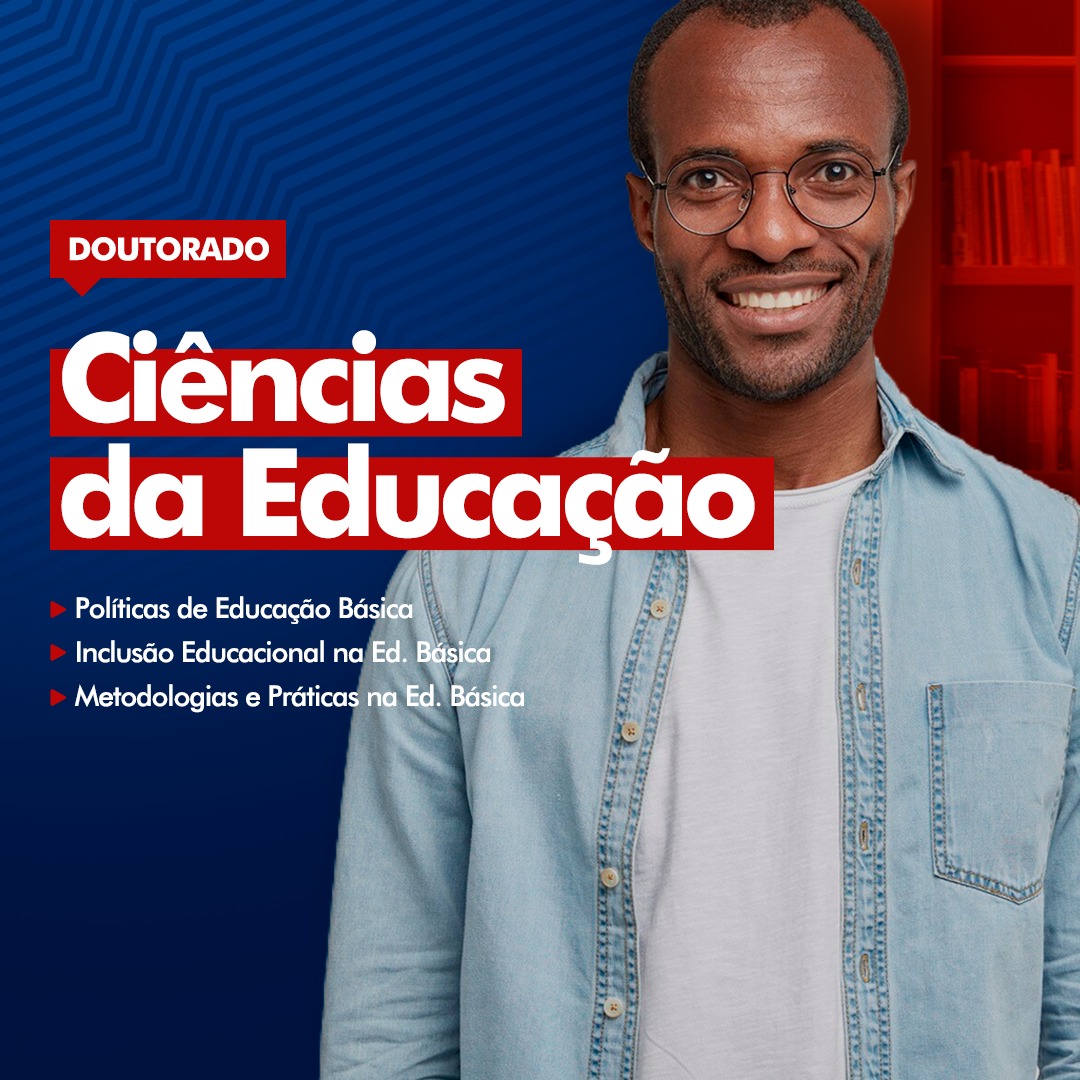 DOUTORADO
Ciências
da Educação
Políticas de Educação Básica
Inclusão Educacional na Ed. Básica
Metodologias e Práticas na Ed. Básica